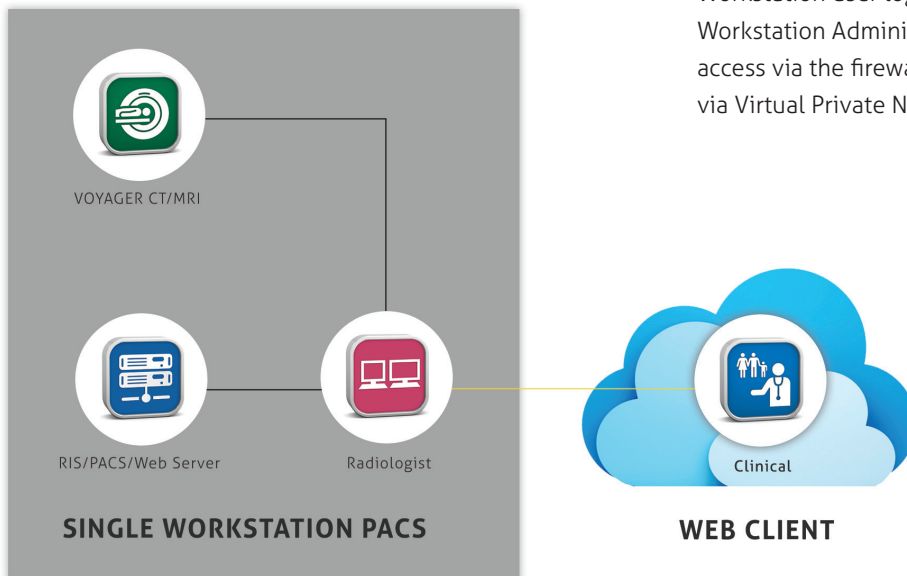 Workstation Admini
access via the firewa
via Virtual Private N
VOYAGER CT/MRI
RIS/PACS/Web Server
Radiologist
Clinical
SINGLE WORKSTATION PACS
WEB CLIENT